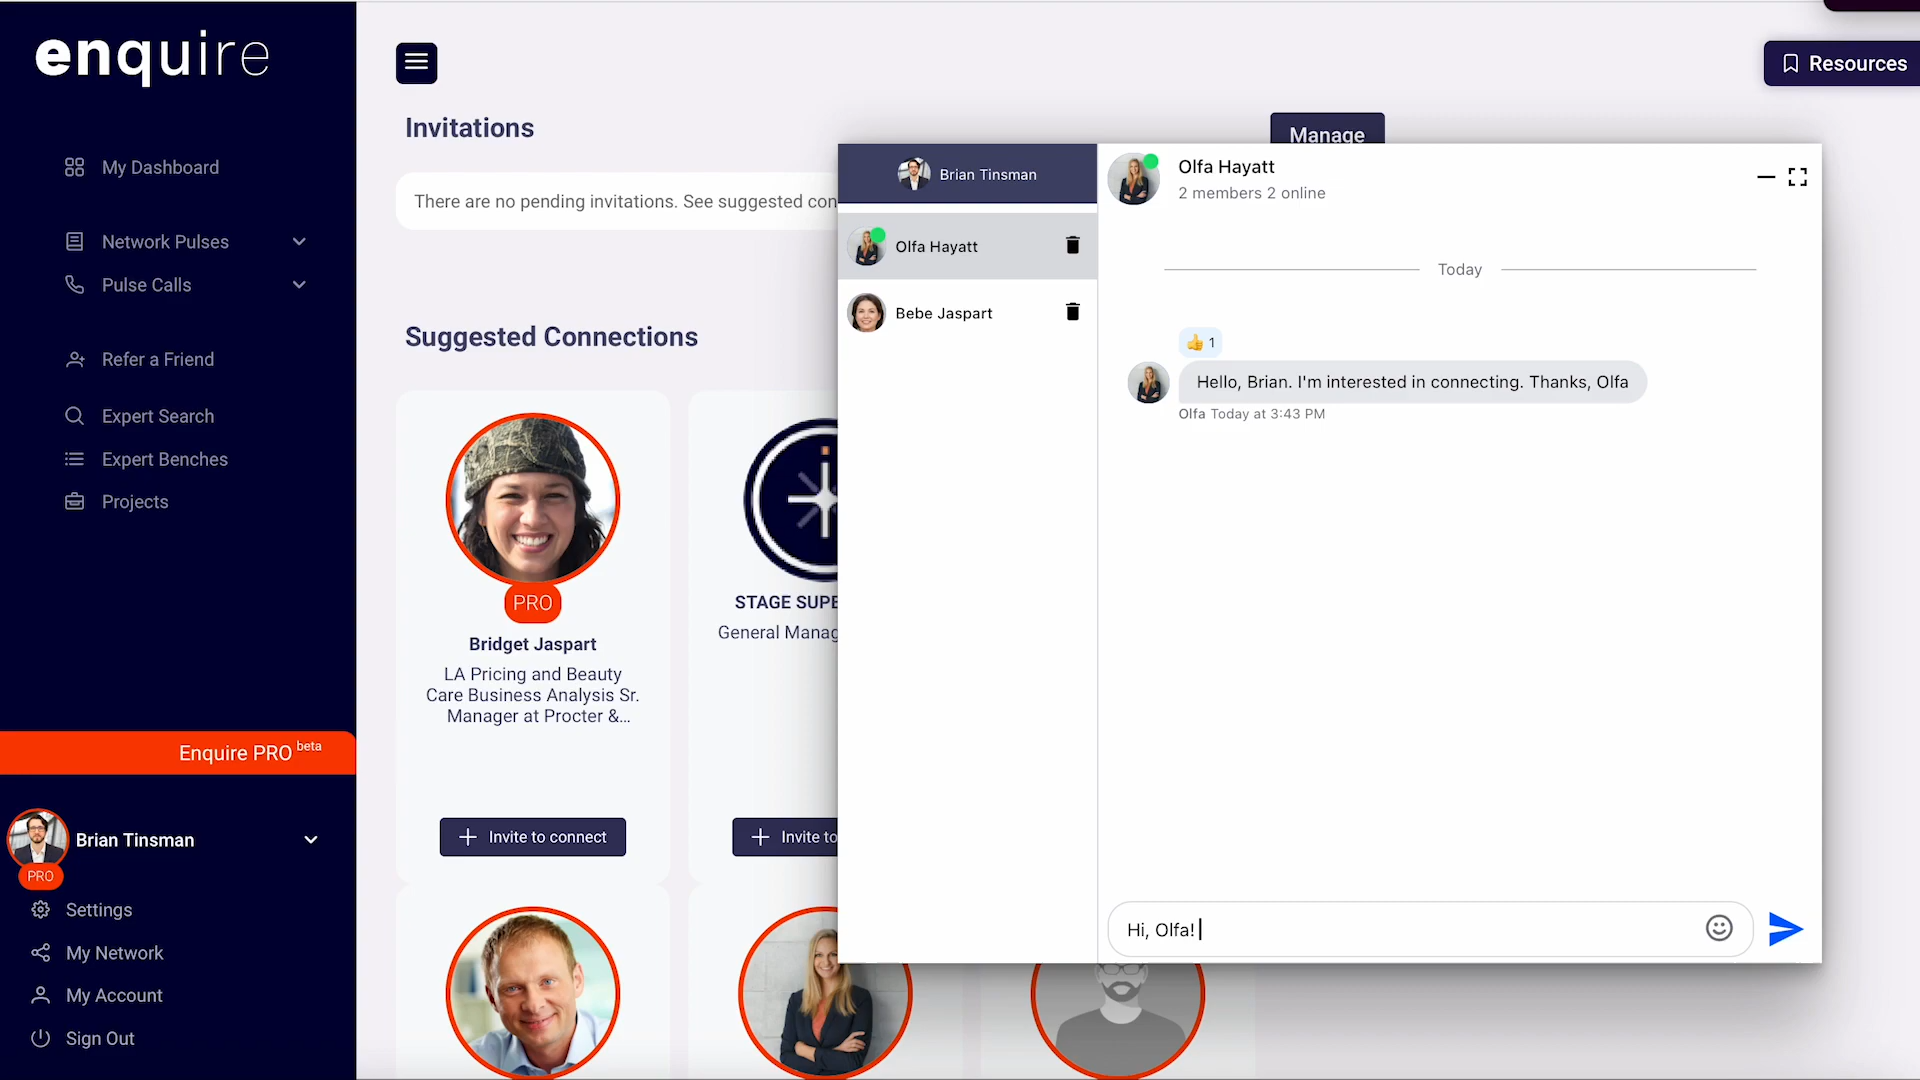 enquire
My Dashboard
Network Pulses
Pulse Calls
Refer a Friend
Expert Search
Expert Benches
Projects
Enquire PRO beta
Brian Tinsman
PRO
Settings
My Network
My Account
Sign Out
Resources
Invitations
Manage
There are no pending invitations. See suggested con
Suggested Connections
PRO
Bridget Jaspart
LA Pricing and Beauty
Care Business Analysis Sr.
Manager at Procter &...
Invite to connect
STAGE SUPE
General Manag
Invite to
Brian Tinsman
Olfa Hayatt
Bebe Jaspart
Olfa Hayatt
2 members 2 online
Today
👍 1
Hello, Brian. I'm interested in connecting. Thanks, Olfa
Olfa Today at 3:43 PM
Hi, Olfa!